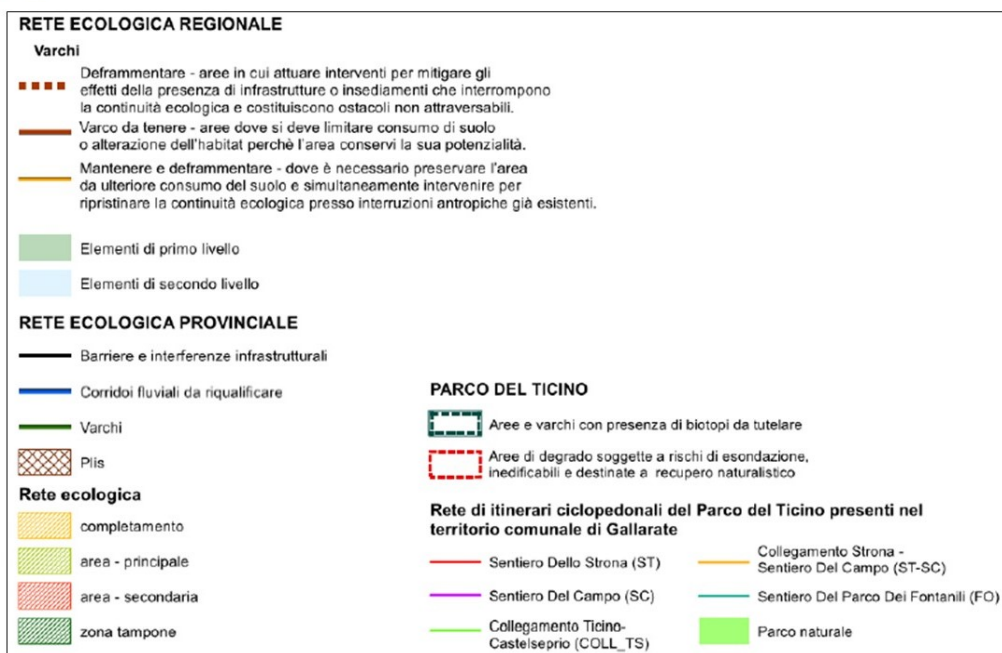 RETE ECOLOGICA REGIONALE
Varchi
Deframmentare - aree in cui attuare interventi per mitigare gli
effetti della presenza di infrastrutture o insediamenti che interrompono
la continuità ecologica e costituiscono ostacoli non attraversabili.
Varco da tenere - aree dove si deve limitare consumo di suolo
o alterazione dell'habitat perchè l'area conservi la sua potenzialità.
Mantenere e deframmentare - dove è necessario preservare l'area
da ulteriore consumo del suolo e simultaneamente intervenire per
ripristinare la continuità ecologica presso interruzioni antropiche già esistenti.
Elementi di primo livello
Elementi di secondo livello
RETE ECOLOGICA PROVINCIALE
Barriere e interferenze infrastrutturali
Corridoi fluviali da riqualificare
Varchi
Plis
Rete ecologica
completamento
area - principale
area - secondaria
zona tampone
PARCO DEL TICINO
Aree e varchi con presenza di biotopi da tutelare
Aree di degrado soggette a rischi di esondazione,
inedificabili e destinate a recupero naturalistico
Rete di itinerari ciclopedonali del Parco del Ticino presenti nel
territorio comunale di Gallarate
Sentiero Dello Strona (ST)
Sentiero Del Campo (SC)
Collegamento Ticino-
Castelseprio (COLL_TS)
Collegamento Strona -
Sentiero Del Campo (ST-SC)
Sentiero Del Parco Dei Fontanili (FO)
Parco naturale